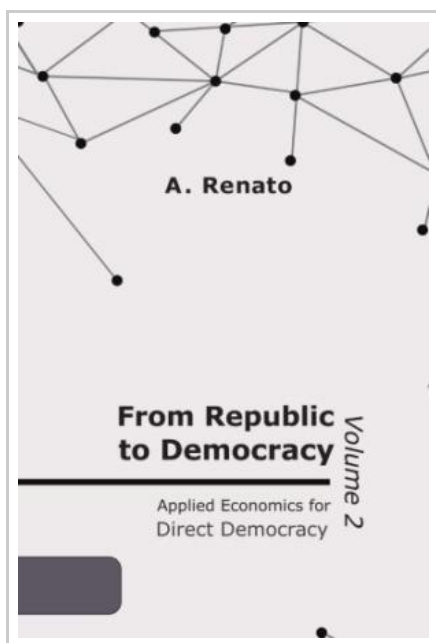 A. Renato
From Republic
to Democracy
Volume 2
Applied Economics for
Direct Democracy